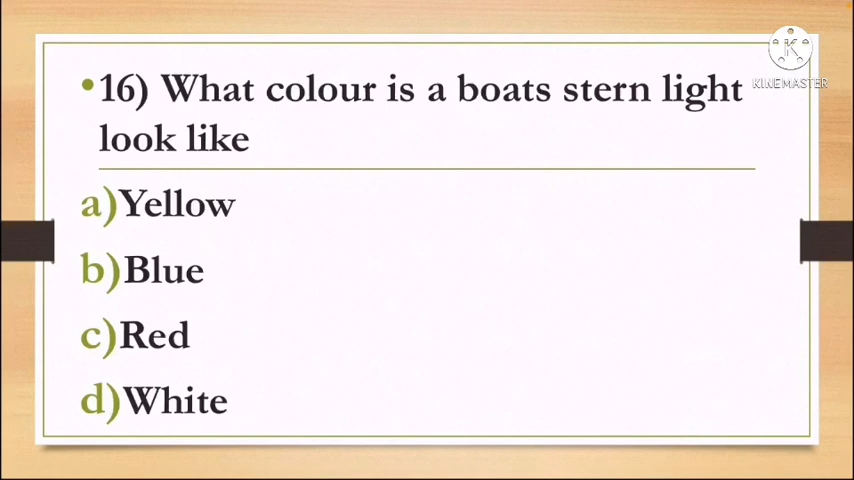 •16) What colour is a boats stern light
look like
a)Yellow
b)Blue
c)Red
d)White
K
KINEMASTER